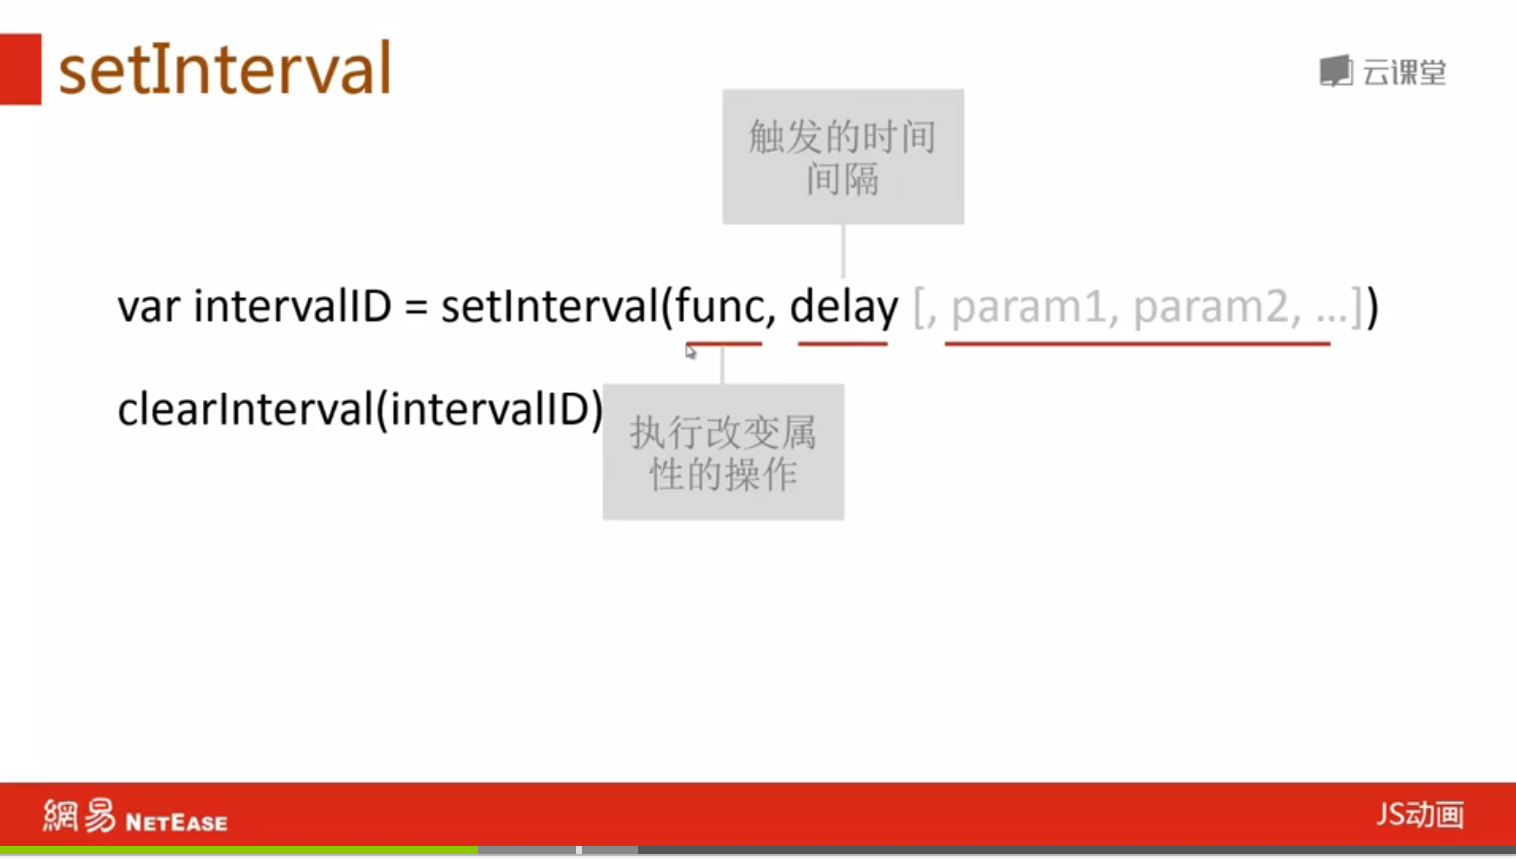 setInterval
云课堂
触发的时间
间隔
var intervalID = setInterval(func, delay [, param1, param2, ...])
clearInterval(intervalID)
执行改变属
性的操作
網易 NETEASE
JS动画